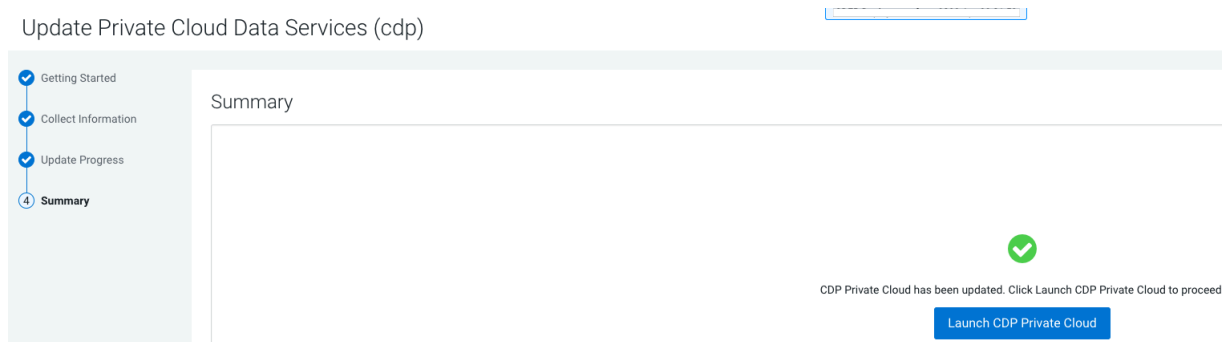 Update Private Cloud Data Services (cdp)
Getting Started
Collect Information
Update Progress
4 Summary
Summary
CDP Private Cloud has been updated. Click Launch CDP Private Cloud to proceed
Launch CDP Private Cloud